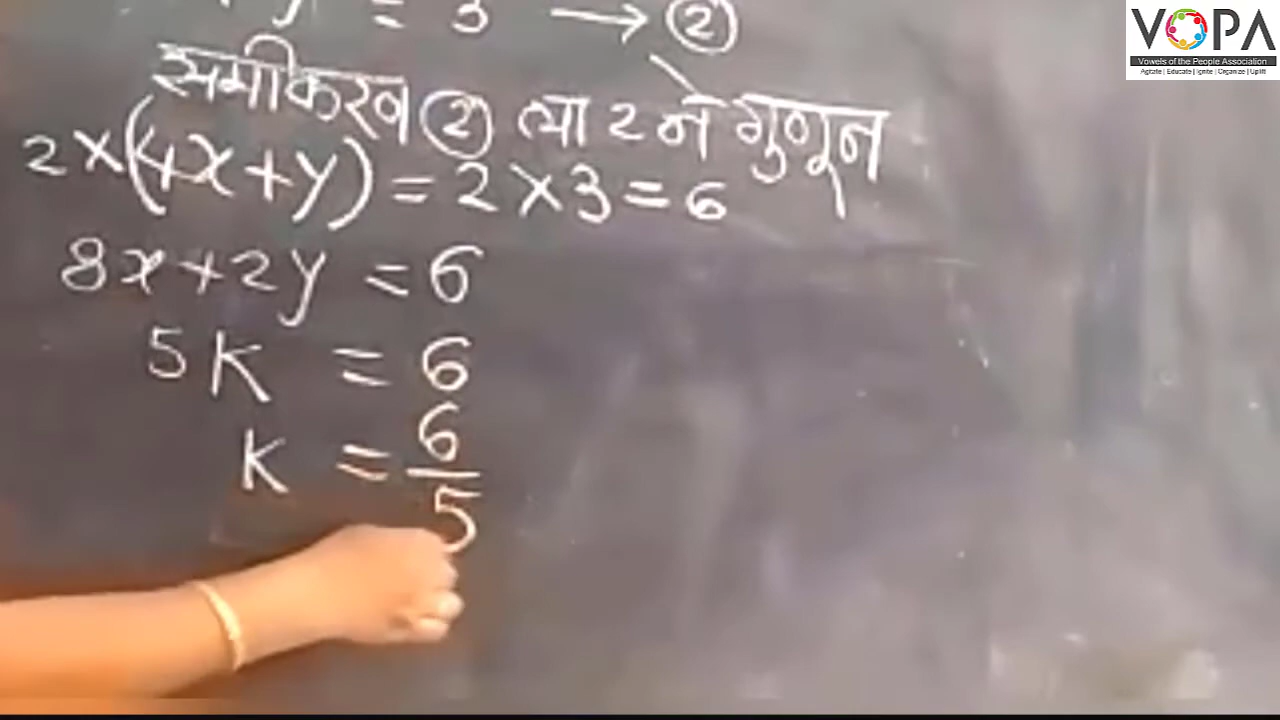 y = 3 → ②
समीकरण ② ला 2 ने गुणून
2×(4x+y) = 2×3 = 6
8x+2y = 6
5K = 6
K = 6/5
VOPA
Vowels of the People Association
Agitate | Educate | Ignite | Organize | Uplift